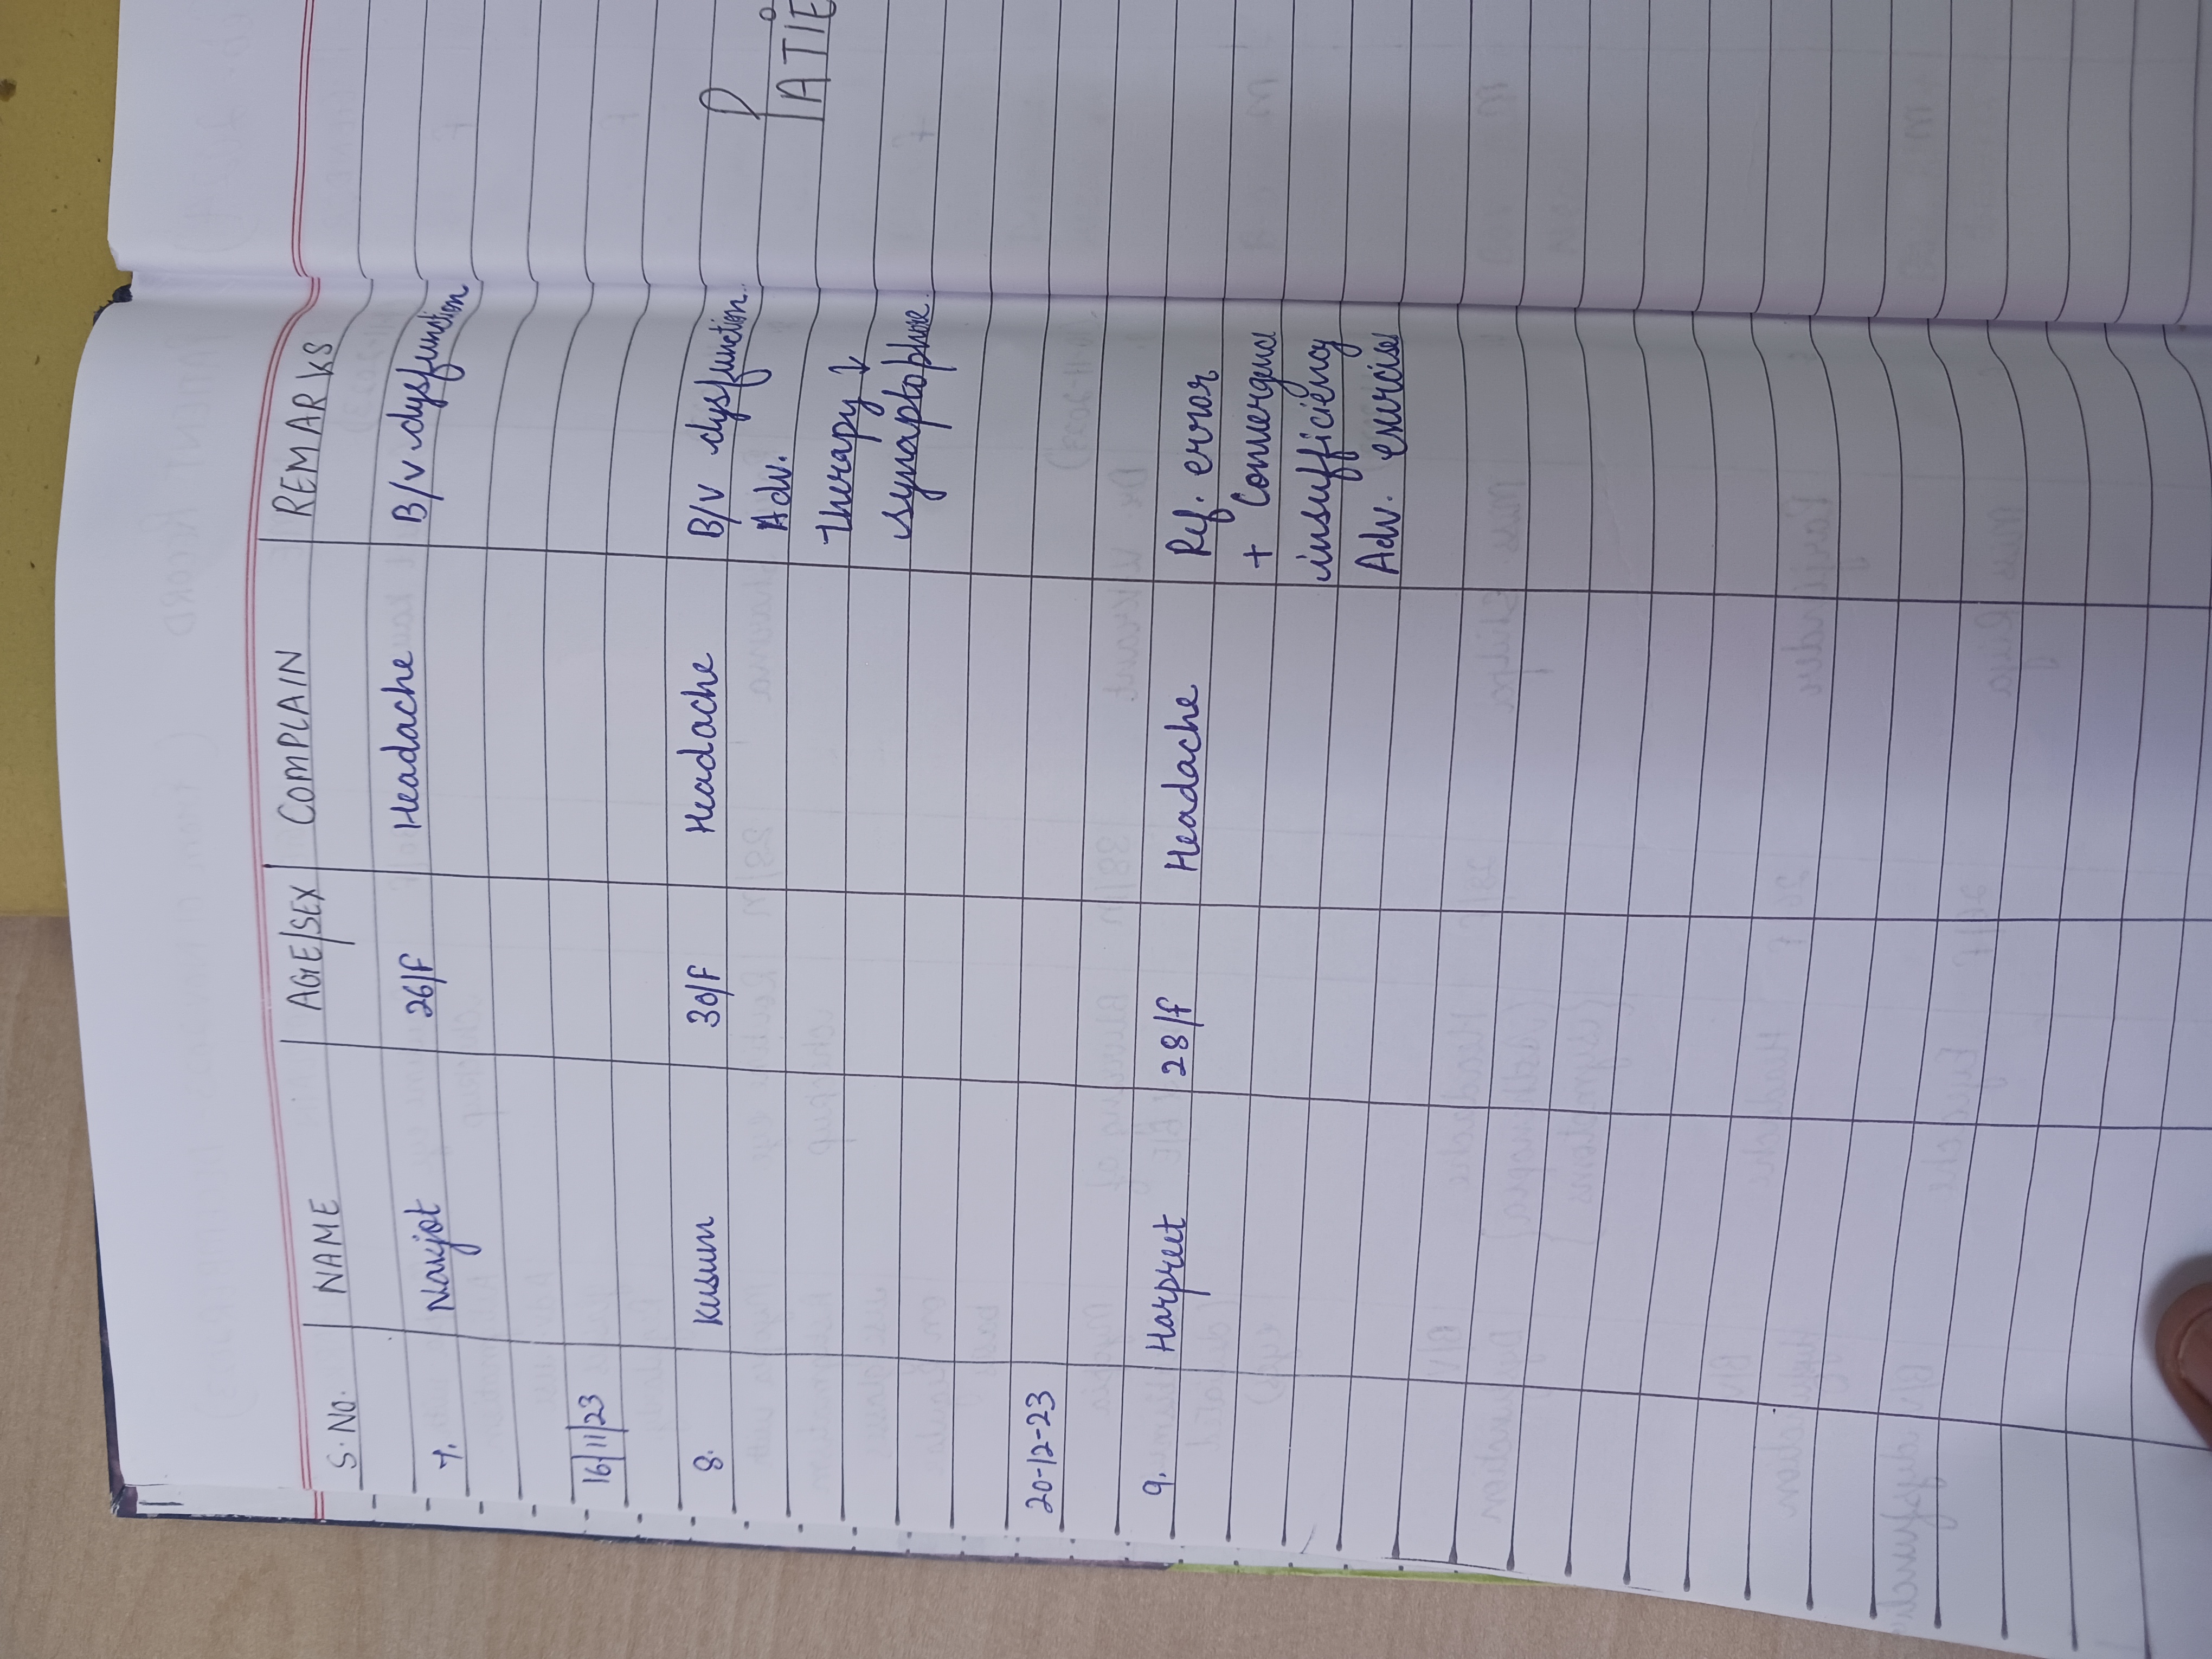 S. No. NAME AGE/SEX COMPLAIN REMARKS
7. Navjot 26/F Headache B/V dysfunction
16/11/23
8. Kusum 30/F Headache B/V dysfunction
Adv.
therapy ↓
synaptophore.
20-12-23
9. Harpreet 28/f Headache Ref. error
+ Convergence
insufficiency
Adv. exercises
PATIE